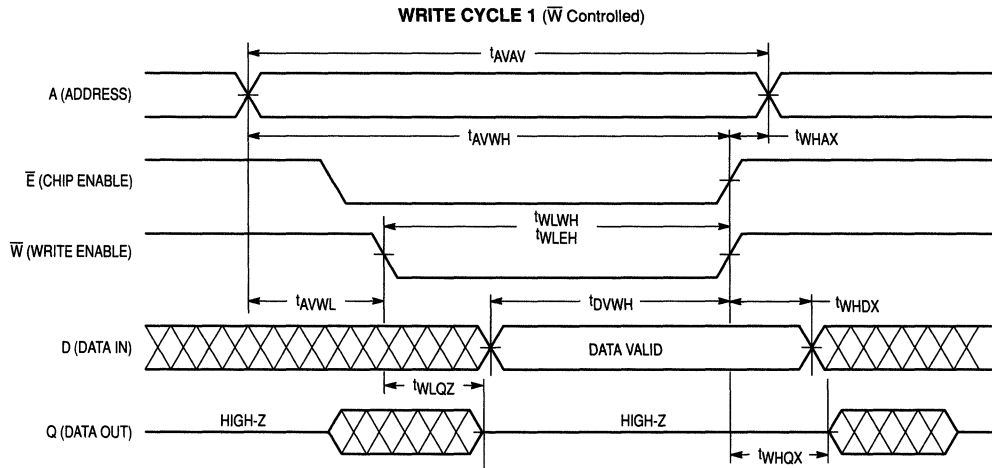 WRITE CYCLE 1 (W̅ Controlled)
tAVAV
A (ADDRESS)
tAVWH
tWHAX
E̅ (CHIP ENABLE)
tWLWH
tWLEH
W̅ (WRITE ENABLE)
tAVWL
tDVWH
tWHDX
D (DATA IN)
DATA VALID
tWLQZ
Q (DATA OUT)
HIGH-Z
HIGH-Z
tWHQX